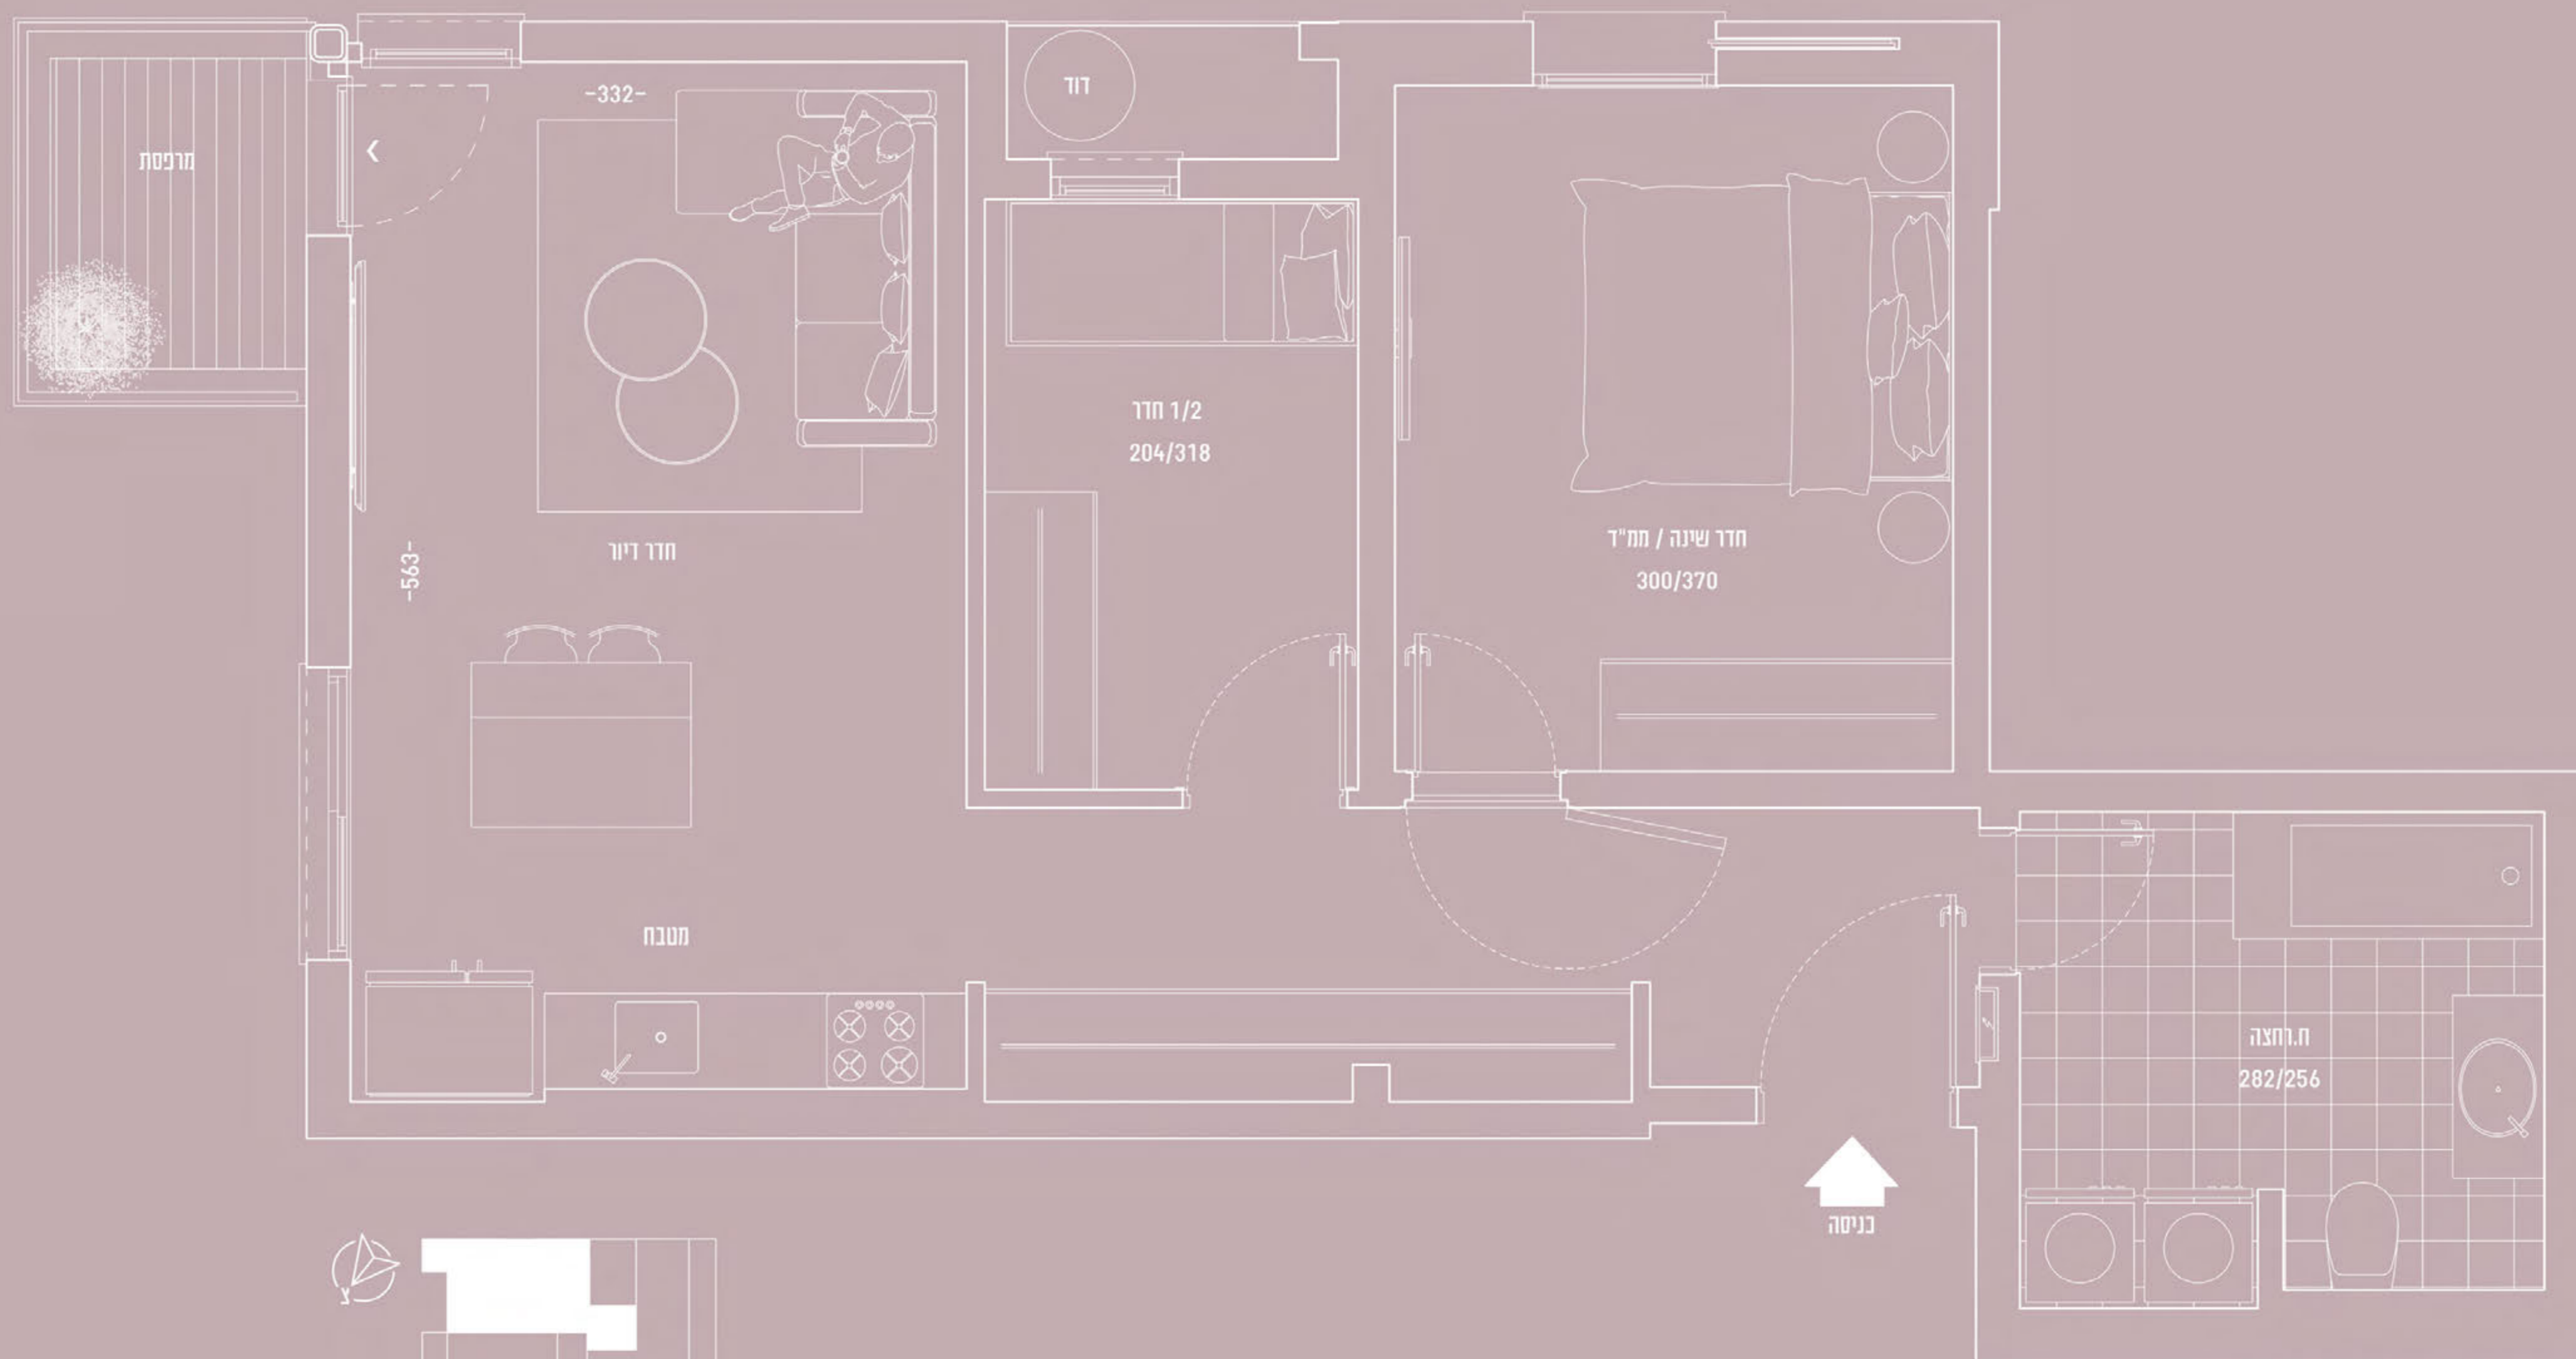 דוד
-332-
מרפסת
1/2 חדר
204/318
חדר שינה / ממ"ד
300/370
חדר דיור
-563-
מטבח
ח.רחצה
282/256
כניסה
צ